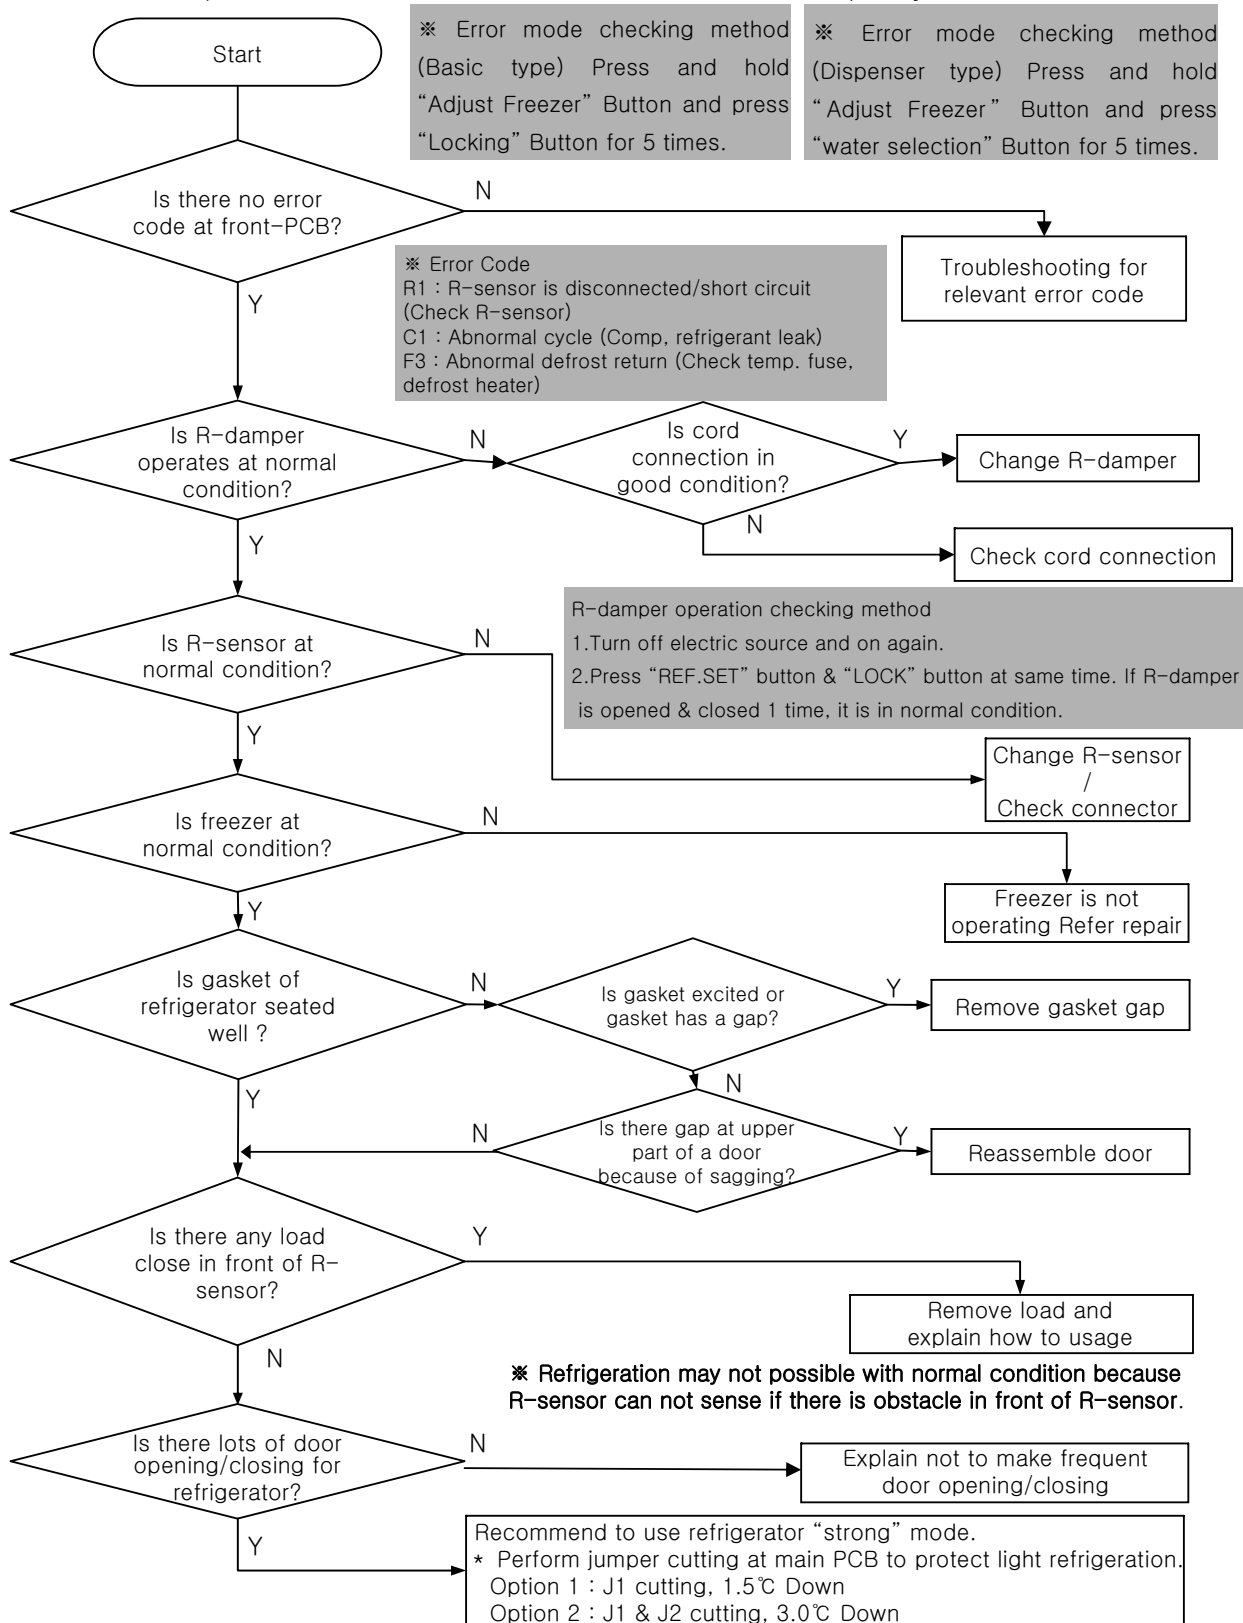 Start
※ Error mode checking method
(Basic type) Press and hold
“Adjust Freezer” Button and press
“Locking” Button for 5 times.
※ Error mode checking method
(Dispenser type) Press and hold
“Adjust Freezer” Button and press
“water selection” Button for 5 times.
Is there no error
code at front-PCB?
N
Y
Troubleshooting for
relevant error code
※ Error Code
R1 : R-sensor is disconnected/short circuit
(Check R-sensor)
C1 : Abnormal cycle (Comp, refrigerant leak)
F3 : Abnormal defrost return (Check temp. fuse,
defrost heater)
Is R-damper
operates at normal
condition?
N
Y
Is cord
connection in
good condition?
Y
N
Change R-damper
Check cord connection
R-damper operation checking method
1.Turn off electric source and on again.
2.Press “REF.SET” button & “LOCK” button at same time. If R-damper
is opened & closed 1 time, it is in normal condition.
Is R-sensor at
normal condition?
N
Y
Change R-sensor
/
Check connector
Is freezer at
normal condition?
N
Y
Freezer is not
operating Refer repair
Is gasket of
refrigerator seated
well ?
N
Y
Is gasket excited or
gasket has a gap?
Y
N
Remove gasket gap
Is there gap at upper
part of a door
because of sagging?
N
Y
Reassemble door
Is there any load
close in front of R-
sensor?
Y
N
Remove load and
explain how to usage
※ Refrigeration may not possible with normal condition because
R-sensor can not sense if there is obstacle in front of R-sensor.
Is there lots of door
opening/closing for
refrigerator?
N
Y
Explain not to make frequent
door opening/closing
Recommend to use refrigerator “strong” mode.
* Perform jumper cutting at main PCB to protect light refrigeration.
Option 1 : J1 cutting, 1.5℃ Down
Option 2 : J1 & J2 cutting, 3.0℃ Down